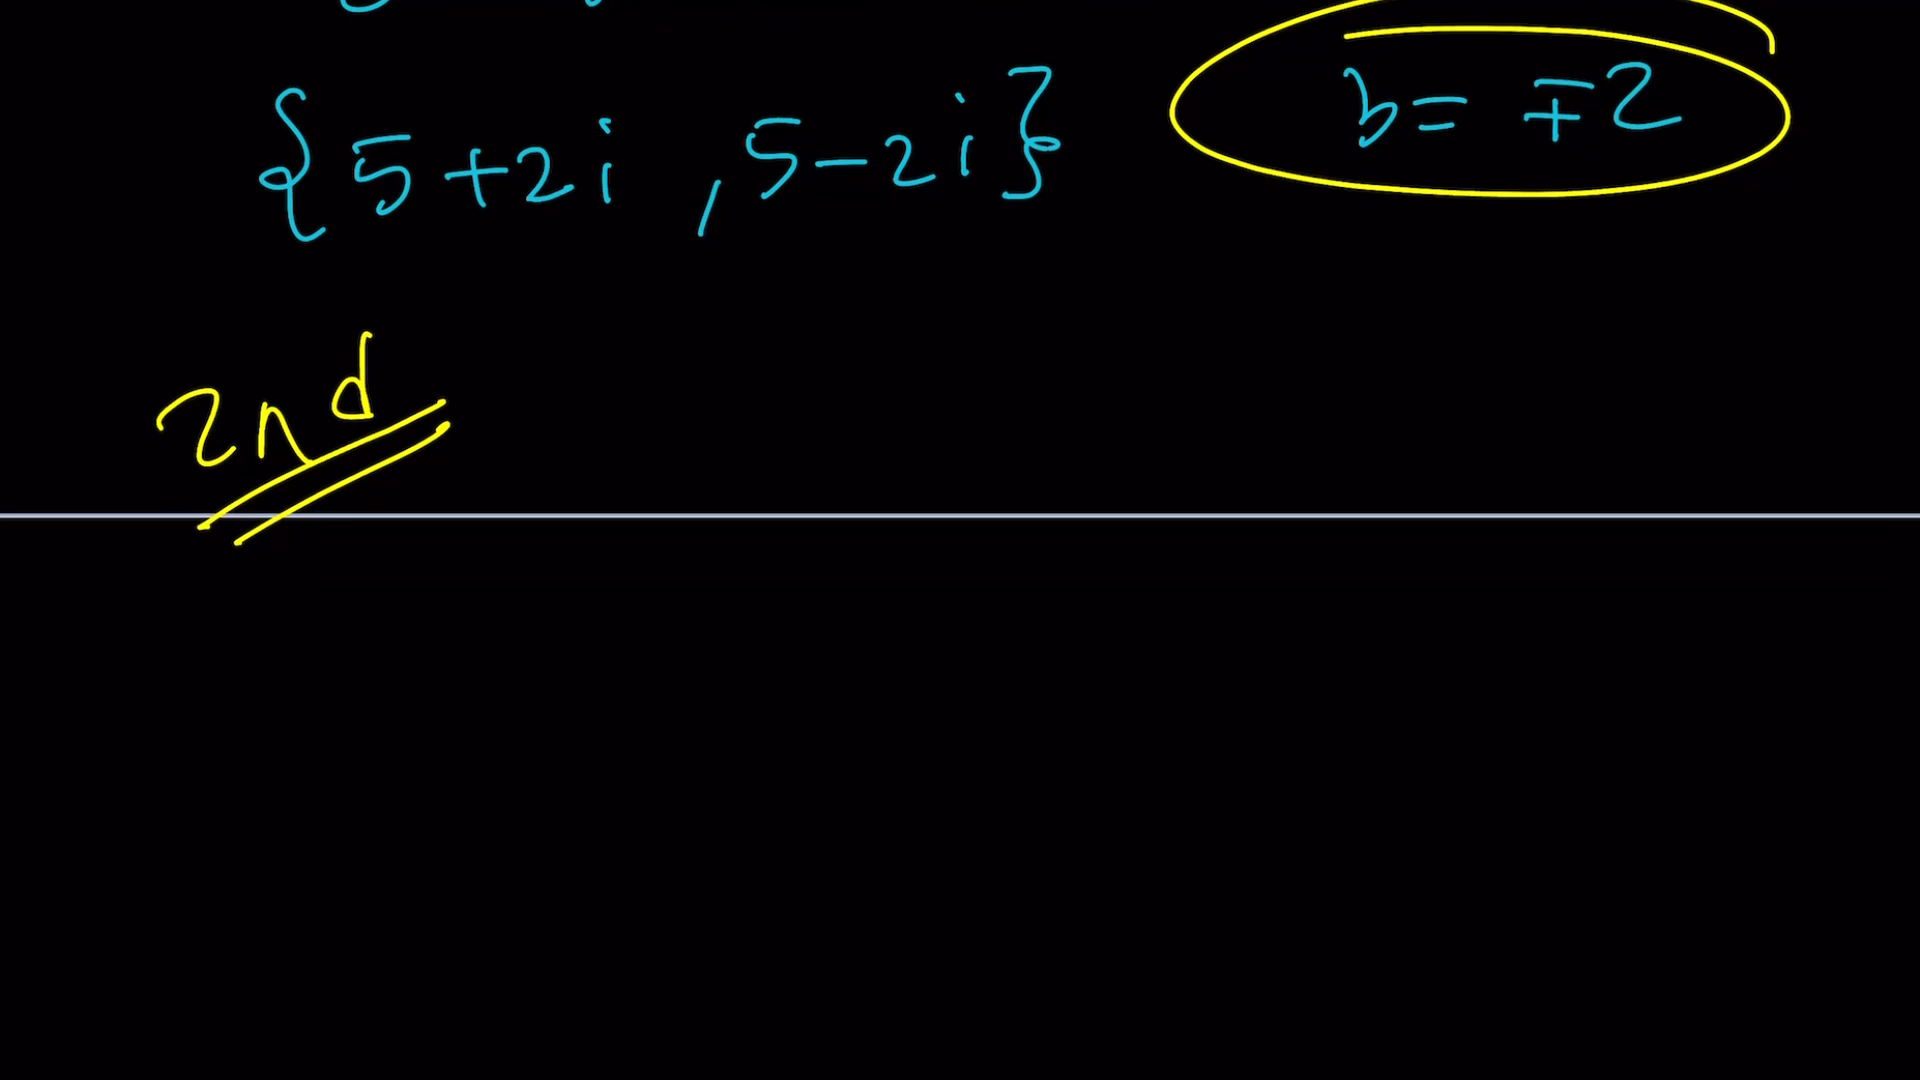 {5+2i , 5-2i}
b= ∓2
2nd